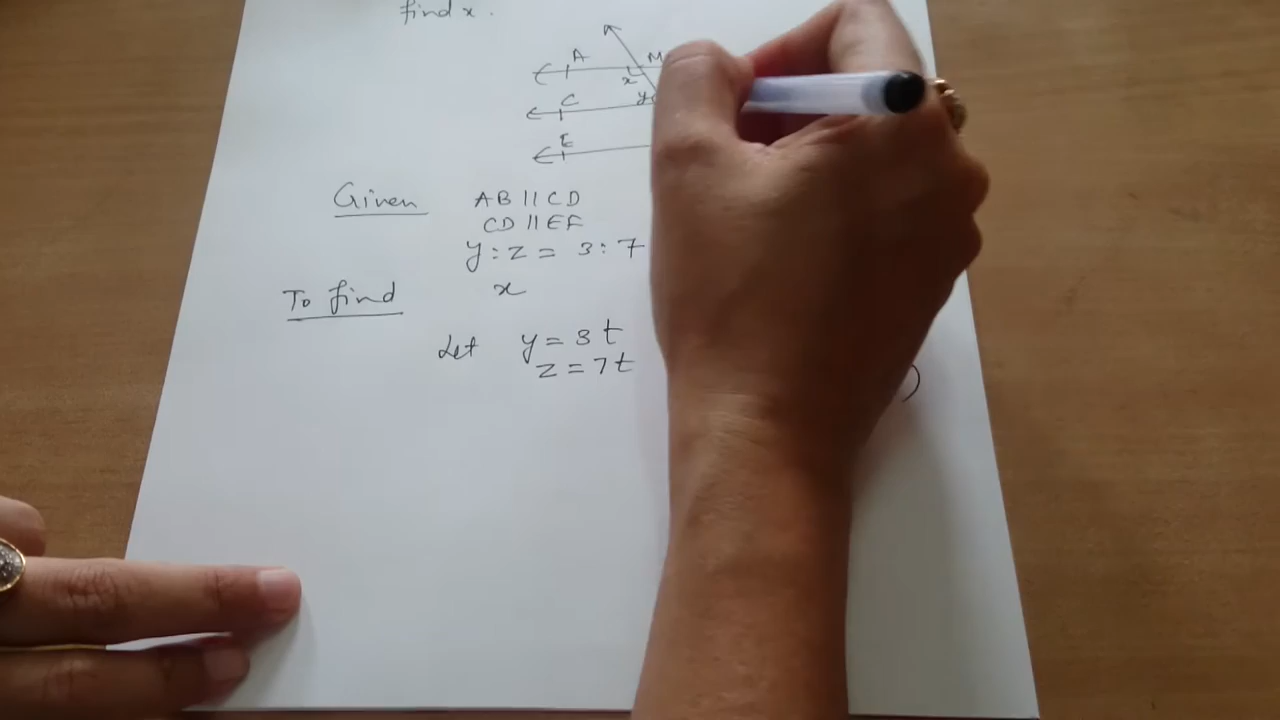 find x.
A M
x
C y
E
Given AB || CD
CD || EF
y : z = 3 : 7
To find x
Let y = 3t
z = 7t
)